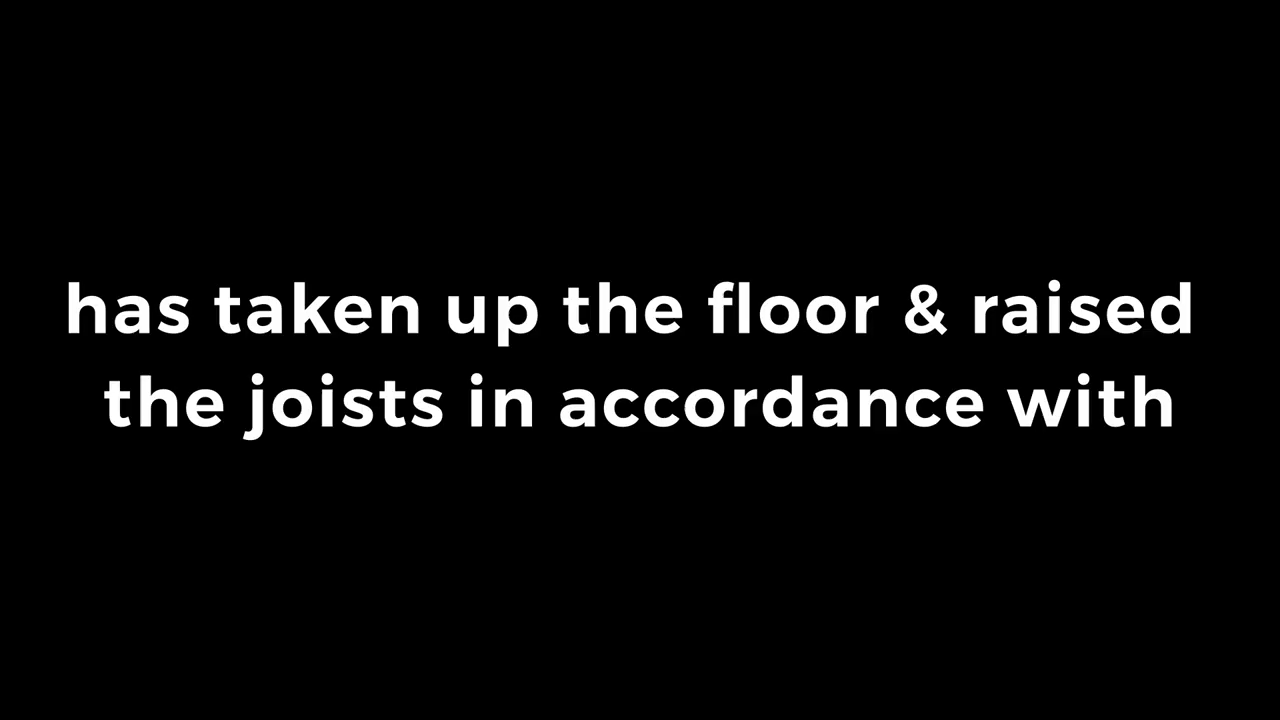 has taken up the floor & raised
the joists in accordance with